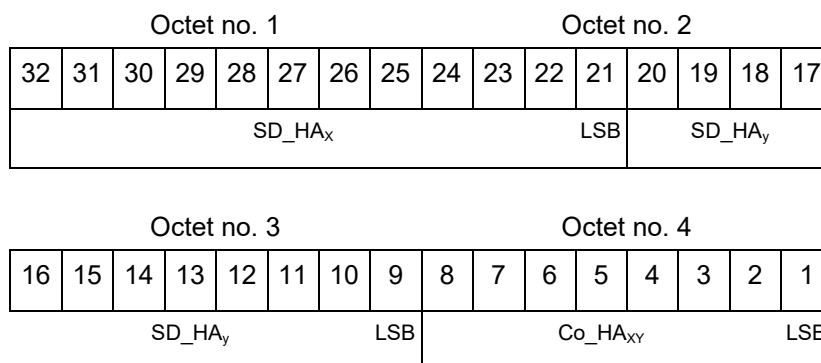 Octet no. 1 Octet no. 2
32 31 30 29 28 27 26 25 24 23 22 21 20 19 18 17
SD_HAX LSB SD_HAy
Octet no. 3 Octet no. 4
16 15 14 13 12 11 10 9 8 7 6 5 4 3 2 1
SD_HAy LSB Co_HAXY LSB